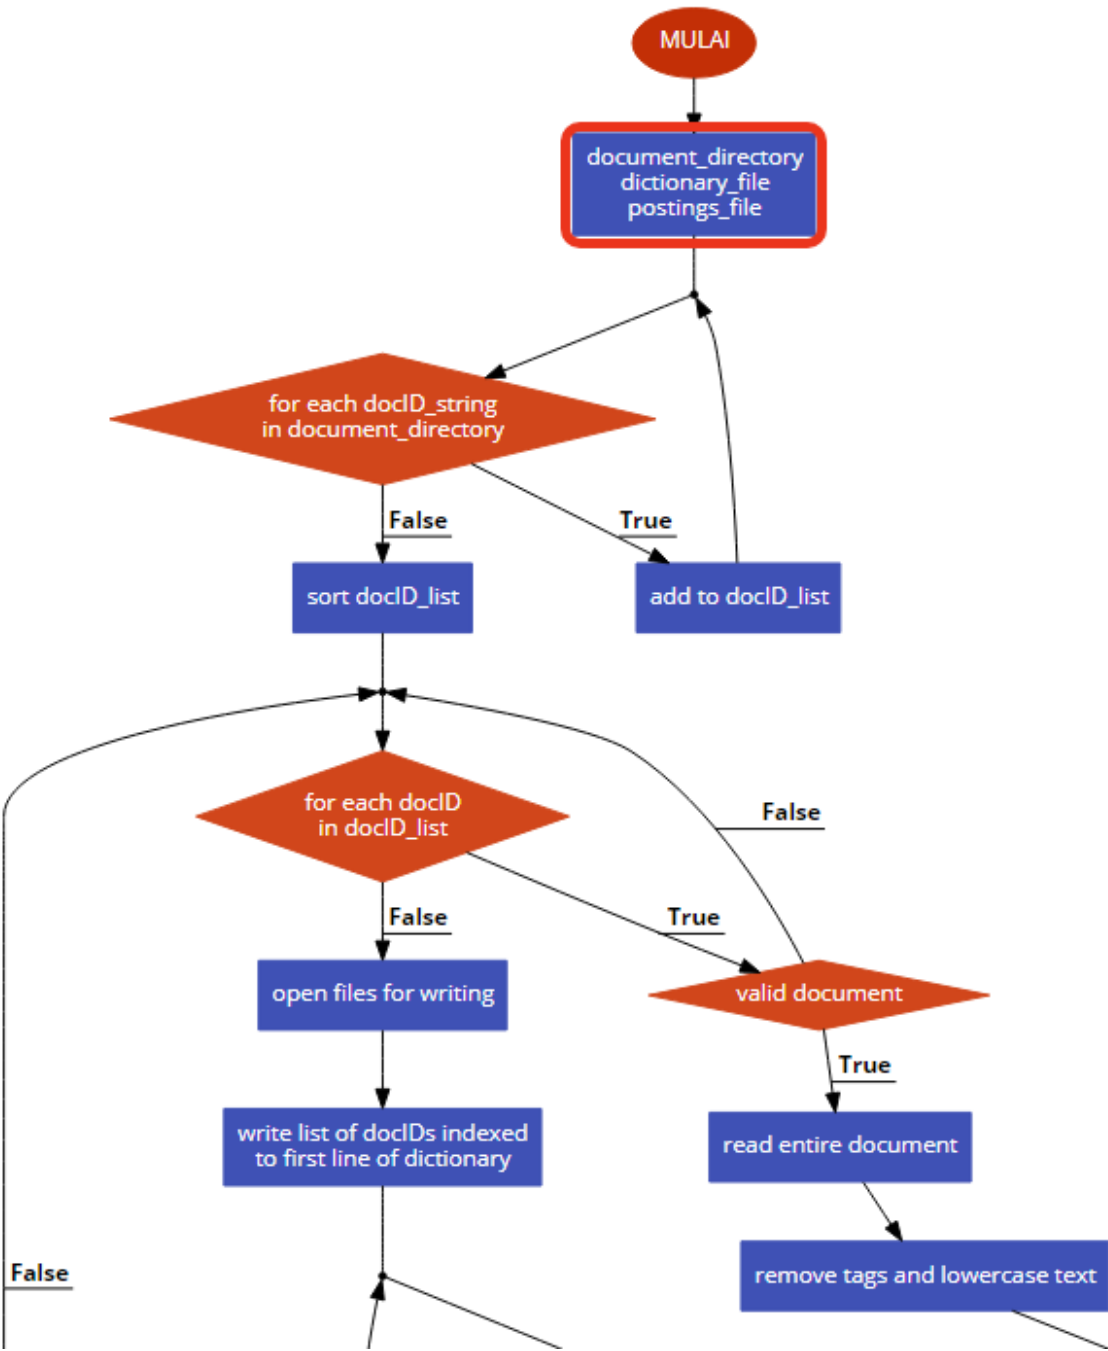 MULAI
document_directory
dictionary_file
postings_file
for each docID_string
in document_directory
False
True
sort docID_list
add to docID_list
for each docID
in docID_list
False
False
True
open files for writing
valid document
True
write list of docIDs indexed
to first line of dictionary
read entire document
False
remove tags and lowercase text